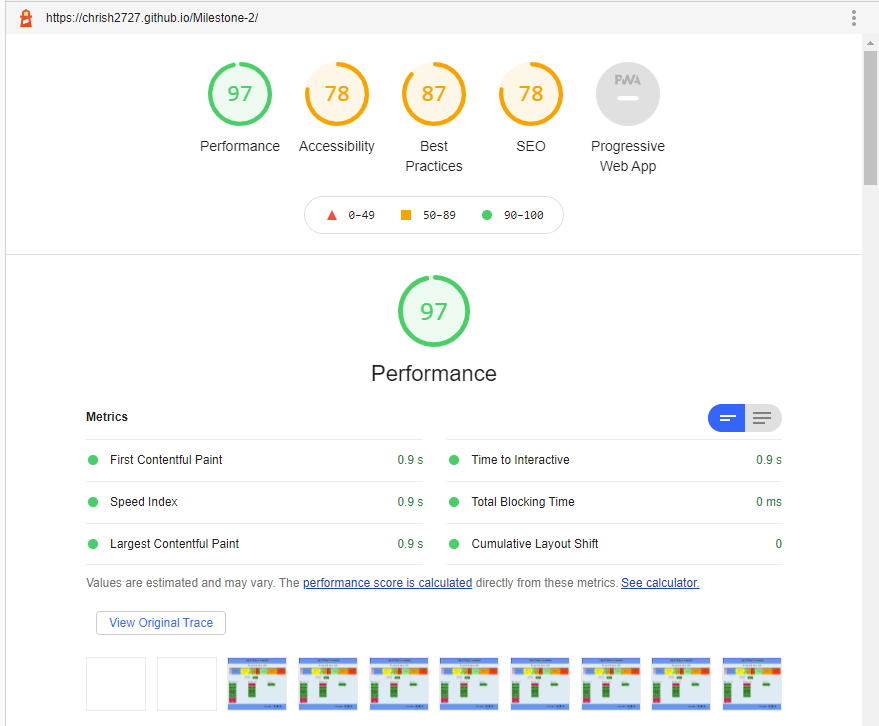 https://chrish2727.github.io/Milestone-2/
97 78 87 78 PWA
Performance Accessibility Best Practices SEO Progressive Web App
0–49 50–89 90–100
97
Performance
Metrics
First Contentful Paint 0.9 s
Time to Interactive 0.9 s
Speed Index 0.9 s
Total Blocking Time 0 ms
Largest Contentful Paint 0.9 s
Cumulative Layout Shift 0
Values are estimated and may vary. The performance score is calculated directly from these metrics. See calculator.
View Original Trace